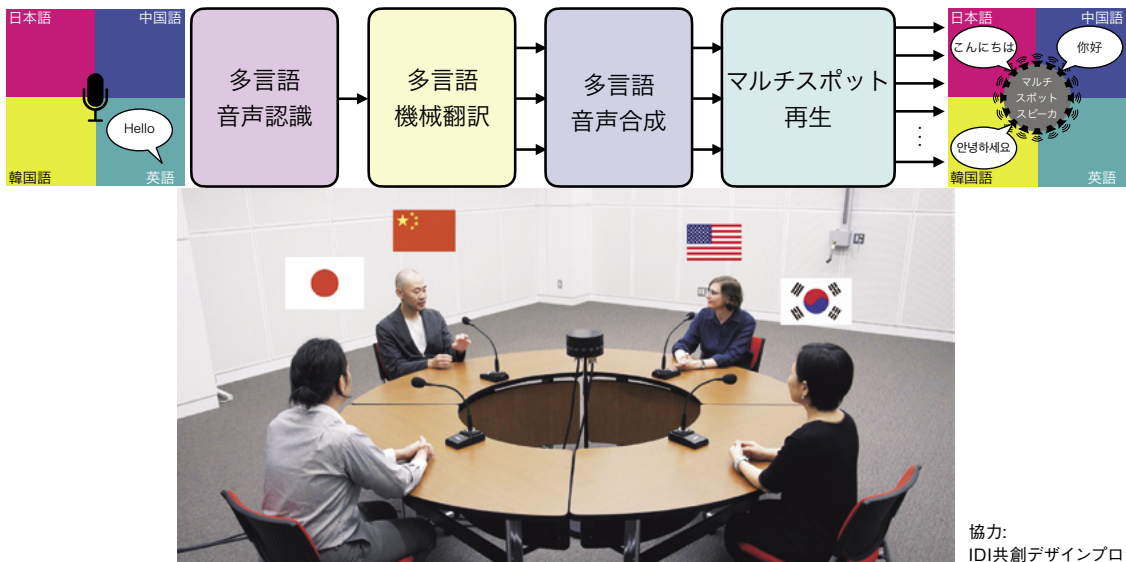 日本語
中国語
Hello
韓国語
英語
多言語
音声認識
多言語
機械翻訳
多言語
音声合成
マルチスポット
再生
⋮
日本語
中国語
こんにちは
你好
マルチ
スポット
スピーカ
안녕하세요
韓国語
英語
協力:
IDI共創デザインプロ